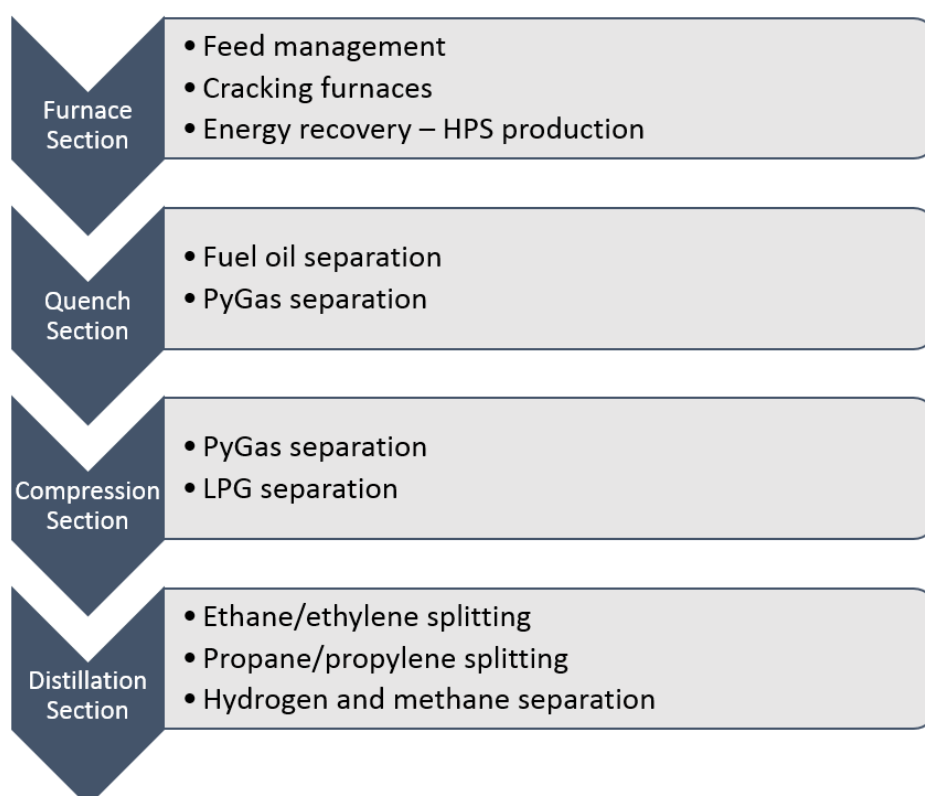 Furnace
Section
• Feed management
• Cracking furnaces
• Energy recovery – HPS production
Quench
Section
• Fuel oil separation
• PyGas separation
Compression
Section
• PyGas separation
• LPG separation
Distillation
Section
• Ethane/ethylene splitting
• Propane/propylene splitting
• Hydrogen and methane separation